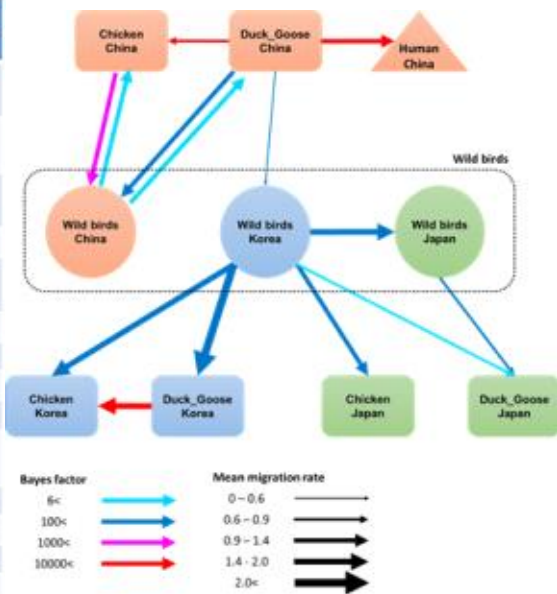 Chicken
China
Duck_Goose
China
Human
China
Wild birds
Wild birds
China
Wild birds
Korea
Wild birds
Japan
Chicken
Korea
Duck_Goose
Korea
Chicken
Japan
Duck_Goose
Japan
Bayes factor
6<
100<
1000<
10000<
Mean migration rate
0 – 0.6
0.6 – 0.9
0.9 – 1.4
1.4 - 2.0
2.0<